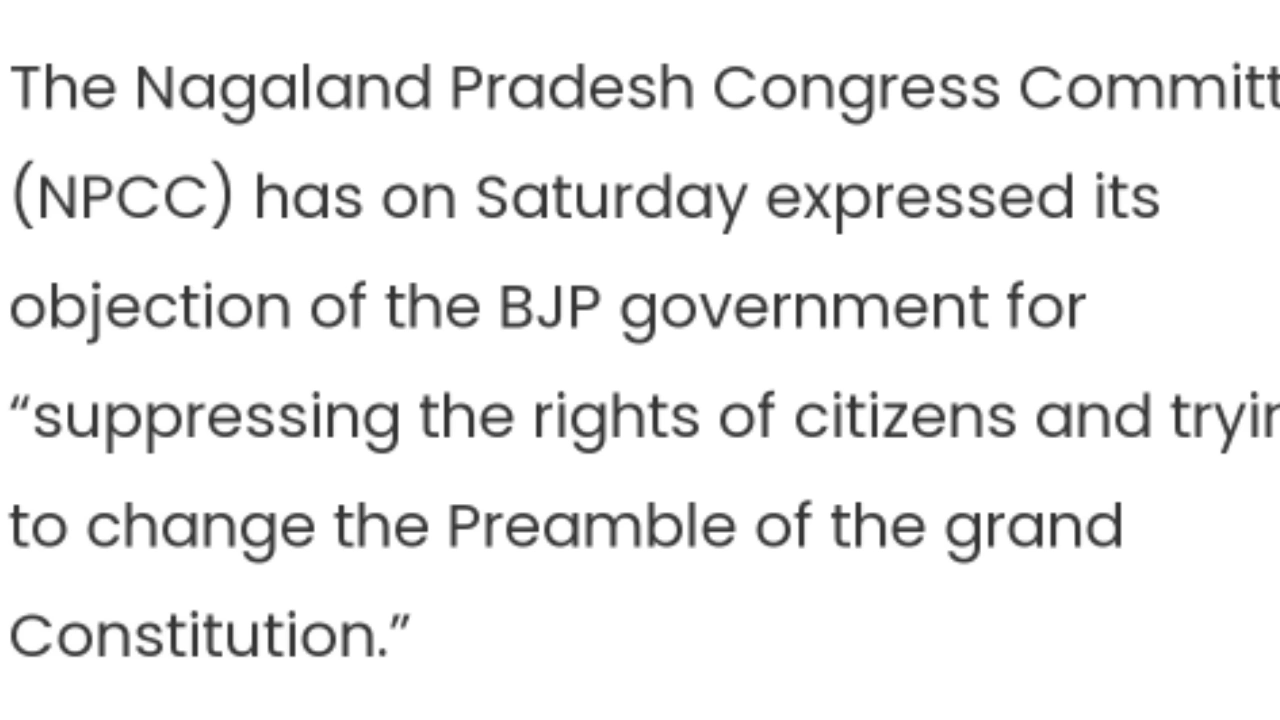 The Nagaland Pradesh Congress Committ
(NPCC) has on Saturday expressed its
objection of the BJP government for
“suppressing the rights of citizens and tryin
to change the Preamble of the grand
Constitution.”